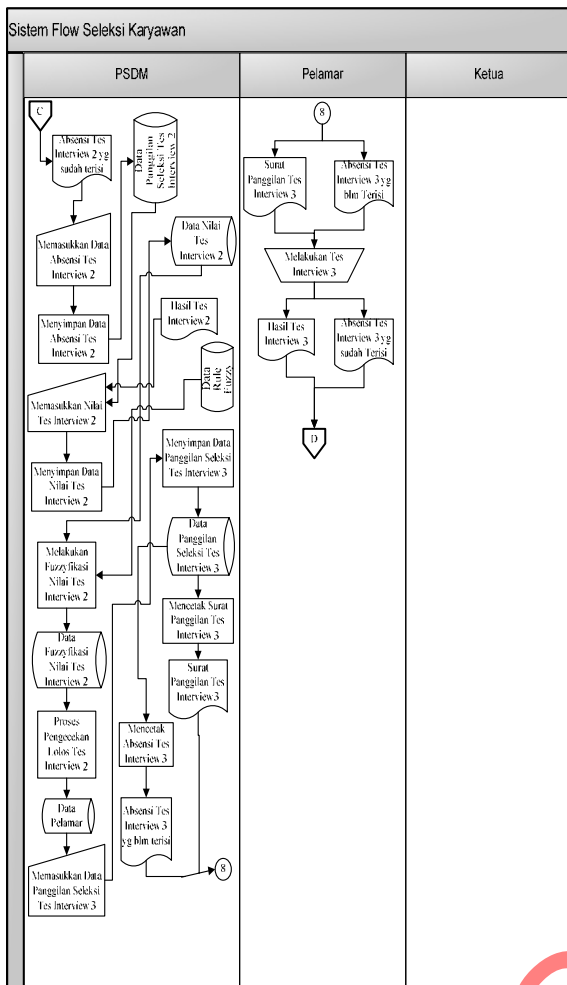 Sistem Flow Seleksi Karyawan
PSDM
Pelamar
Ketua
C
Absensi Tes
Interview 2 yg
sudah terisi
Data
Panggilan
Seleksi Tes
Interview 2
Memasukkan Data
Absensi Tes
Interview 2
Data Nilai
Tes
Interview 2
Menyimpan Data
Absensi Tes
Interview 2
Hasil Tes
Interview 2
Data
Rule
Fuzzy
Memasukkan Nilai
Tes Interview 2
Menyimpan Data
Nilai Tes
Interview 2
Menyimpan Data
Panggilan Seleksi
Tes Interview 3
Melakukan
Fuzzyfikasi
Nilai Tes
Interview 2
Data
Panggilan
Seleksi Tes
Interview 3
Data
Fuzzyfikasi
Nilai Tes
Interview 2
Mencetak Surat
Panggilan Tes
Interview 3
Surat
Panggilan Tes
Interview 3
Proses
Pengecekan
Lolos Tes
Interview 2
Mencetak
Absensi Tes
Interview 3
Data
Pelamar
Absensi Tes
Interview 3
yg blm terisi
Memasukkan Data
Panggilan Seleksi
Tes Interview 3
8
8
Surat
Panggilan Tes
Interview 3
Absensi Tes
Interview 3 yg
blm Terisi
Melakukan Tes
Interview 3
Hasil Tes
Interview 3
Absensi Tes
Interview 3 yg
sudah Terisi
D